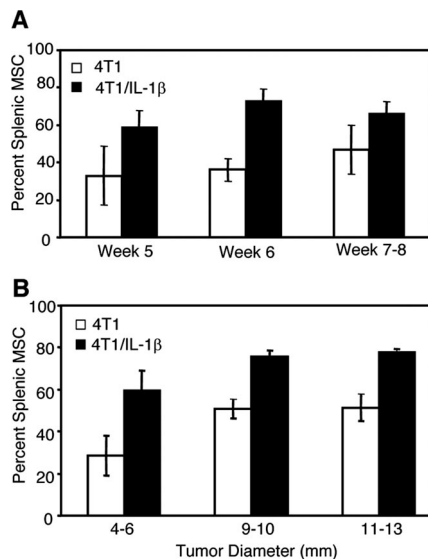 A
100
80
60
40
20
0
Percent Splenic MSC
4T1
4T1/IL-1β
Week 5 Week 6 Week 7-8
B
100
80
60
40
20
0
Percent Splenic MSC
4T1
4T1/IL-1β
4-6 9-10 11-13
Tumor Diameter (mm)